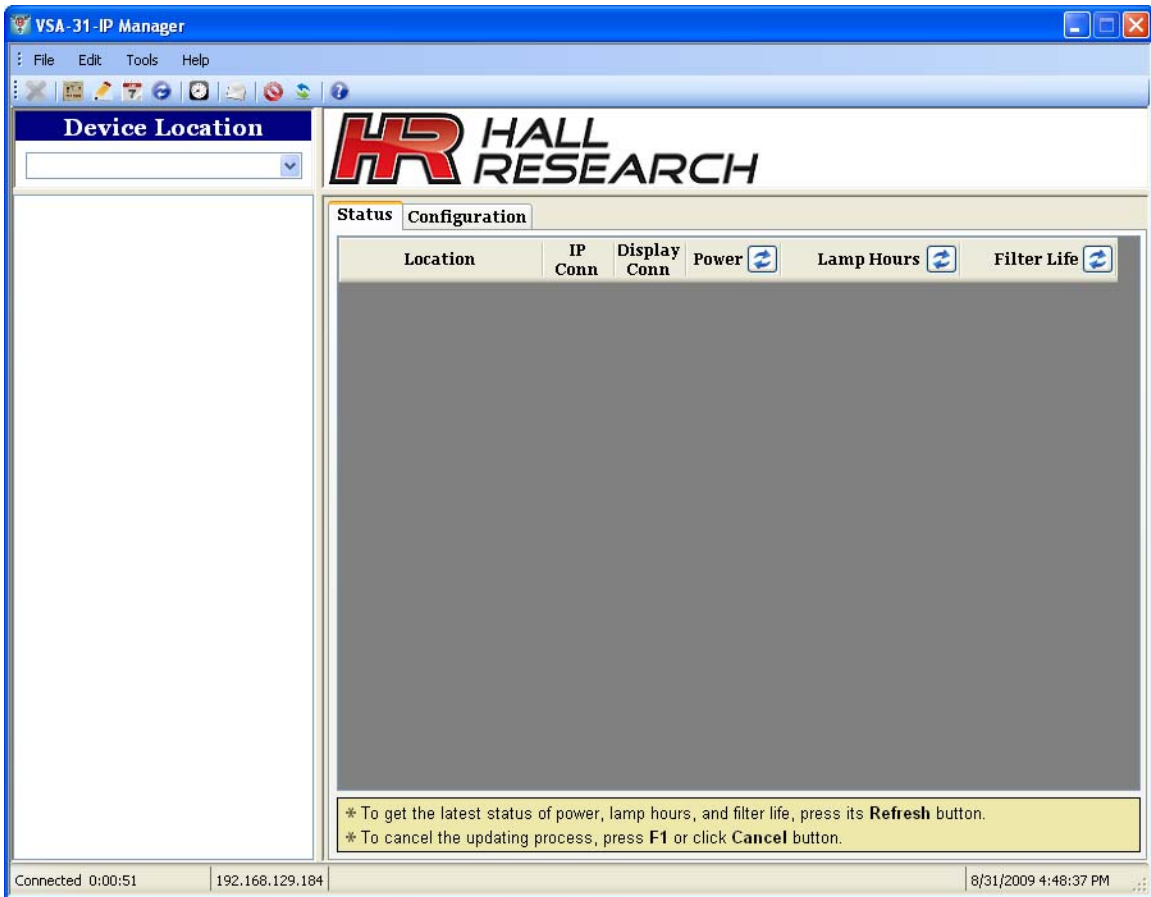 VSA-31-IP Manager
File Edit Tools Help
7
Device Location
HR HALL
RESEARCH
Status Configuration
Location IP Conn Display Conn Power Lamp Hours Filter Life
* To get the latest status of power, lamp hours, and filter life, press its Refresh button.
* To cancel the updating process, press F1 or click Cancel button.
Connected 0:00:51 192.168.129.184 8/31/2009 4:48:37 PM